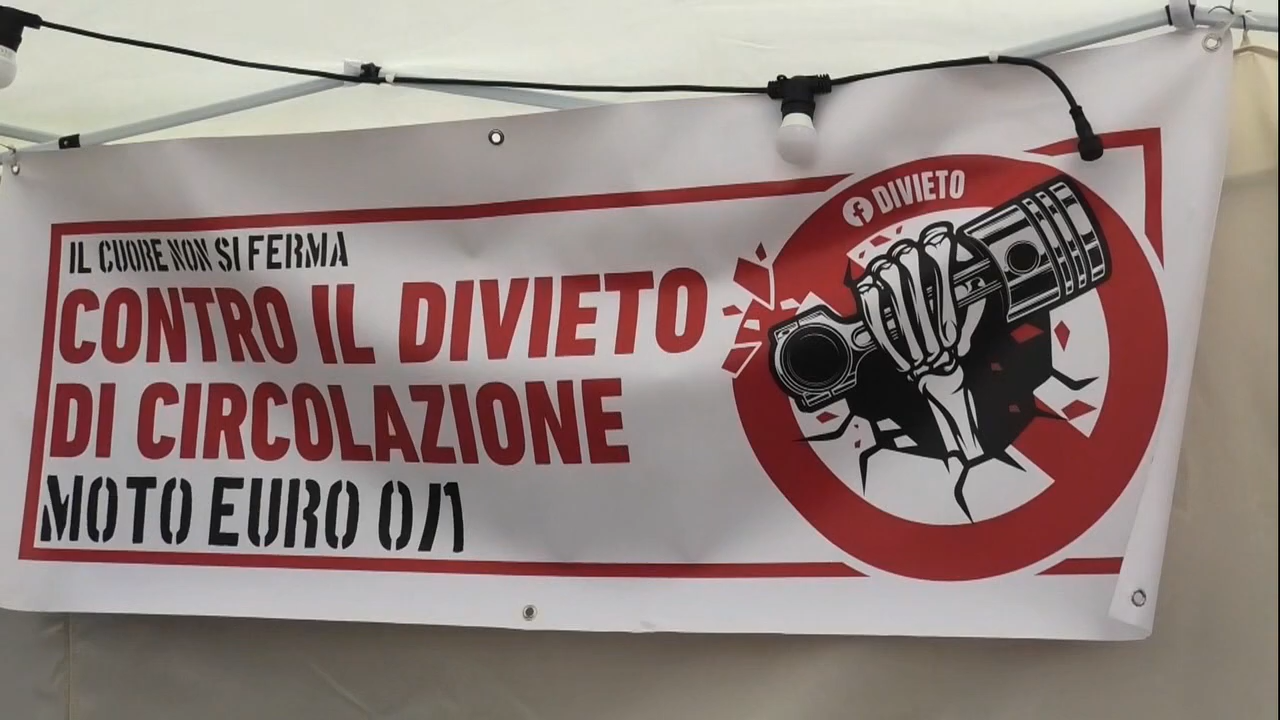 DIVIETO
IL CUORE NON SI FERMA
CONTRO IL DIVIETO
DI CIRCOLAZIONE
MOTO EURO 0/1